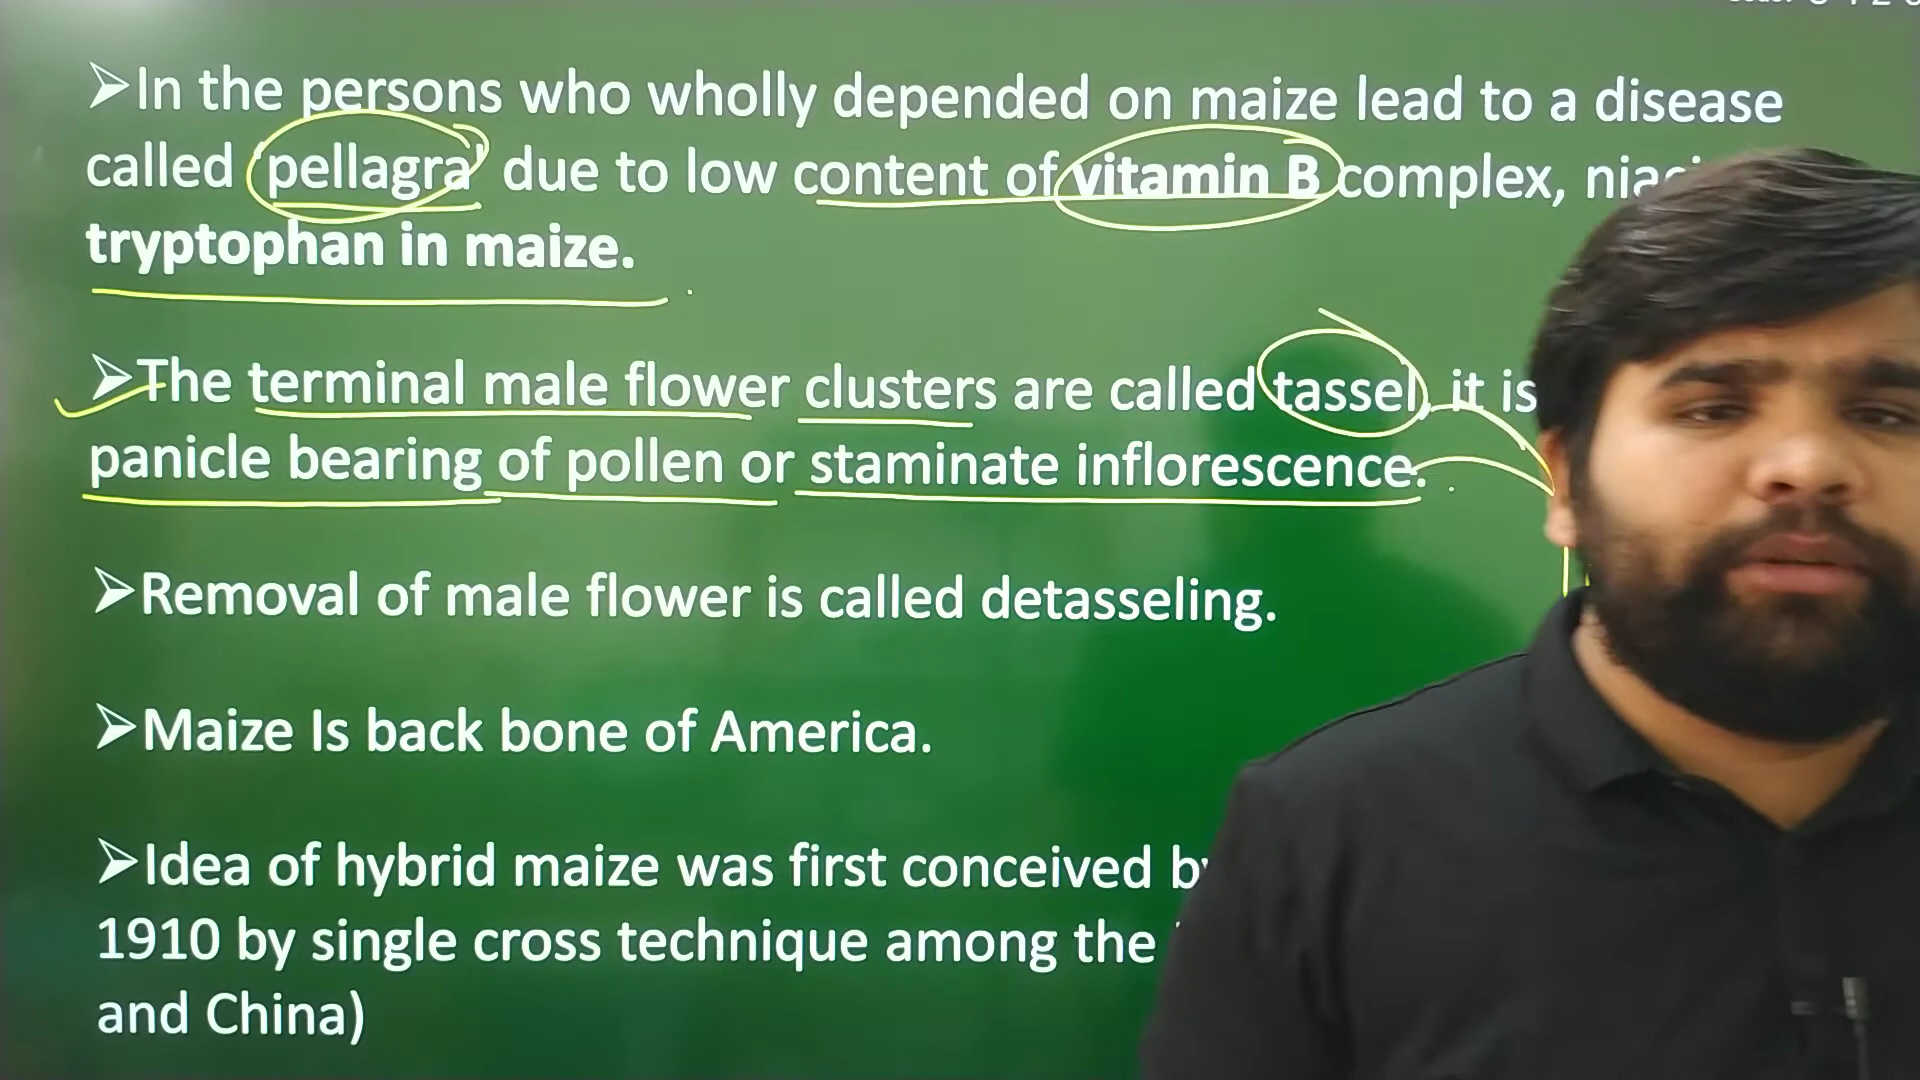 ➢In the persons who wholly depended on maize lead to a disease
called 'pellagra' due to low content of vitamin B complex,
tryptophan in maize.
➢The terminal male flower clusters are called tassel, it is
panicle bearing of pollen or staminate inflorescence.
➢Removal of male flower is called detasseling.
➢Maize Is back bone of America.
➢Idea of hybrid maize was first conceived
1910 by single cross technique among the
and China)